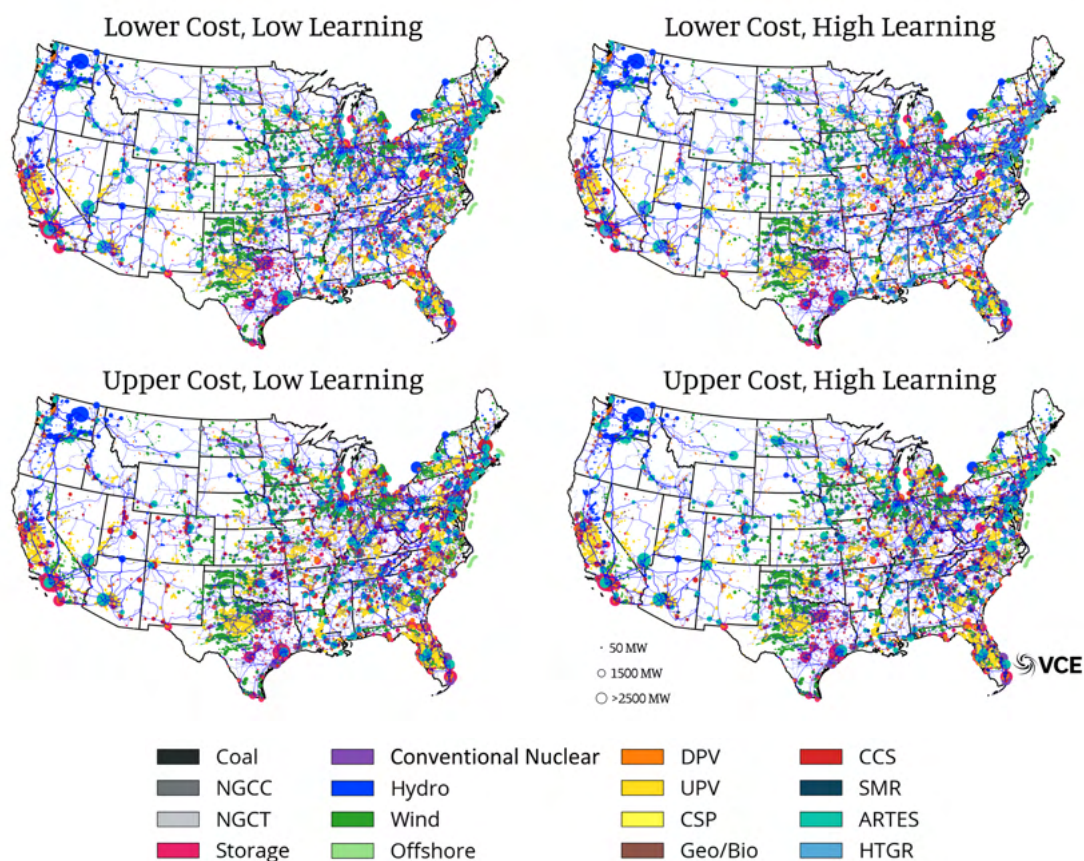 Lower Cost, Low Learning
Lower Cost, High Learning
Upper Cost, Low Learning
Upper Cost, High Learning
50 MW
1500 MW
>2500 MW
VCE
Coal
Conventional Nuclear
DPV
CCS
NGCC
Hydro
UPV
SMR
NGCT
Wind
CSP
ARTES
Storage
Offshore
Geo/Bio
HTGR